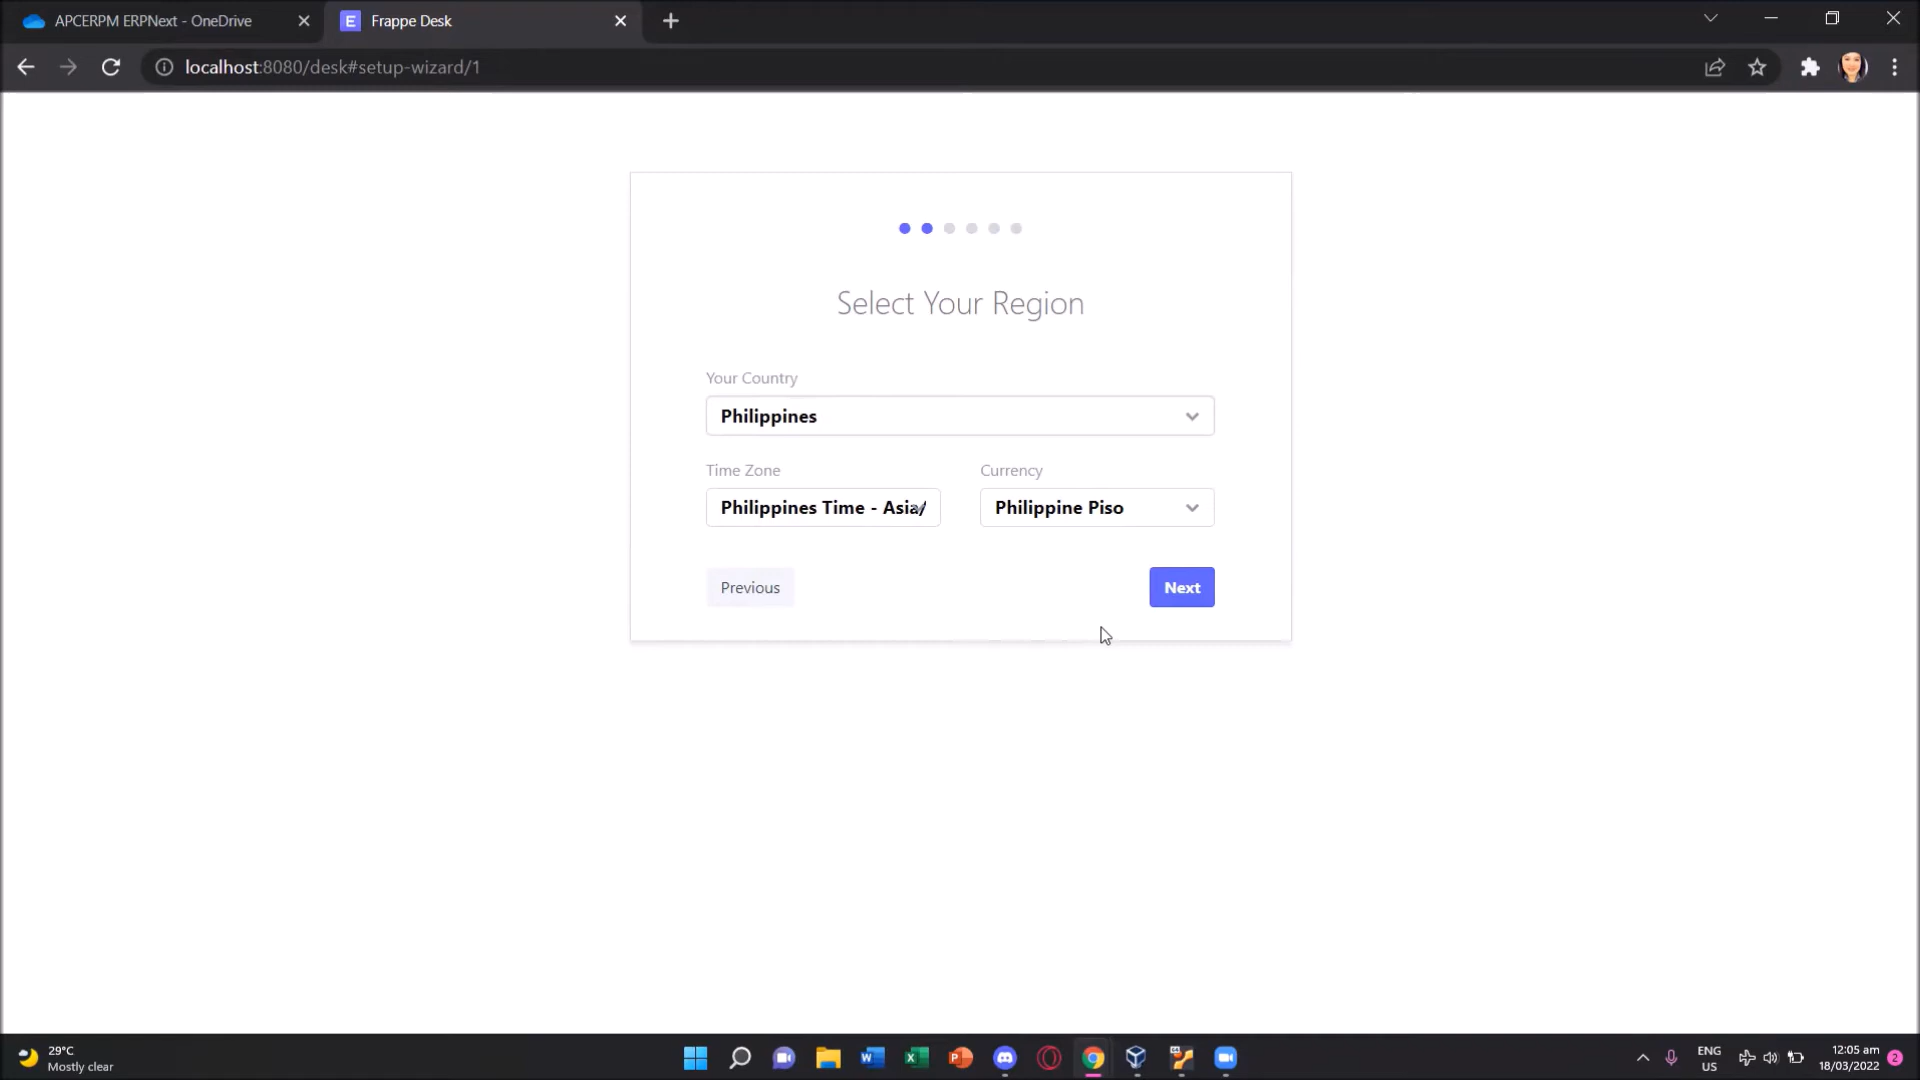 APCERPM ERPNext - OneDrive
E Frappe Desk
localhost:8080/desk#setup-wizard/1
Select Your Region
Your Country
Philippines
Time Zone
Currency
Philippines Time - Asia/
Philippine Piso
Previous
Next
29°C
Mostly clear
ENG
US
12:05 am
18/03/2022
2